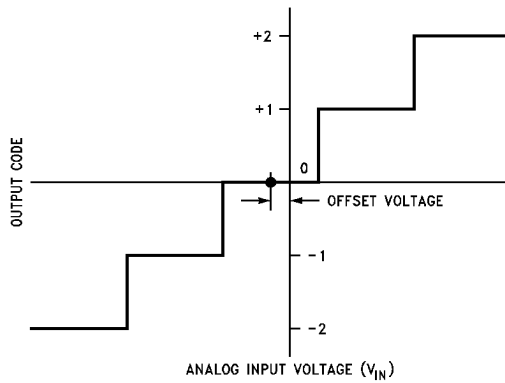 +2
+1
0
OUTPUT CODE
OFFSET VOLTAGE
-1
-2
ANALOG INPUT VOLTAGE (VIN)